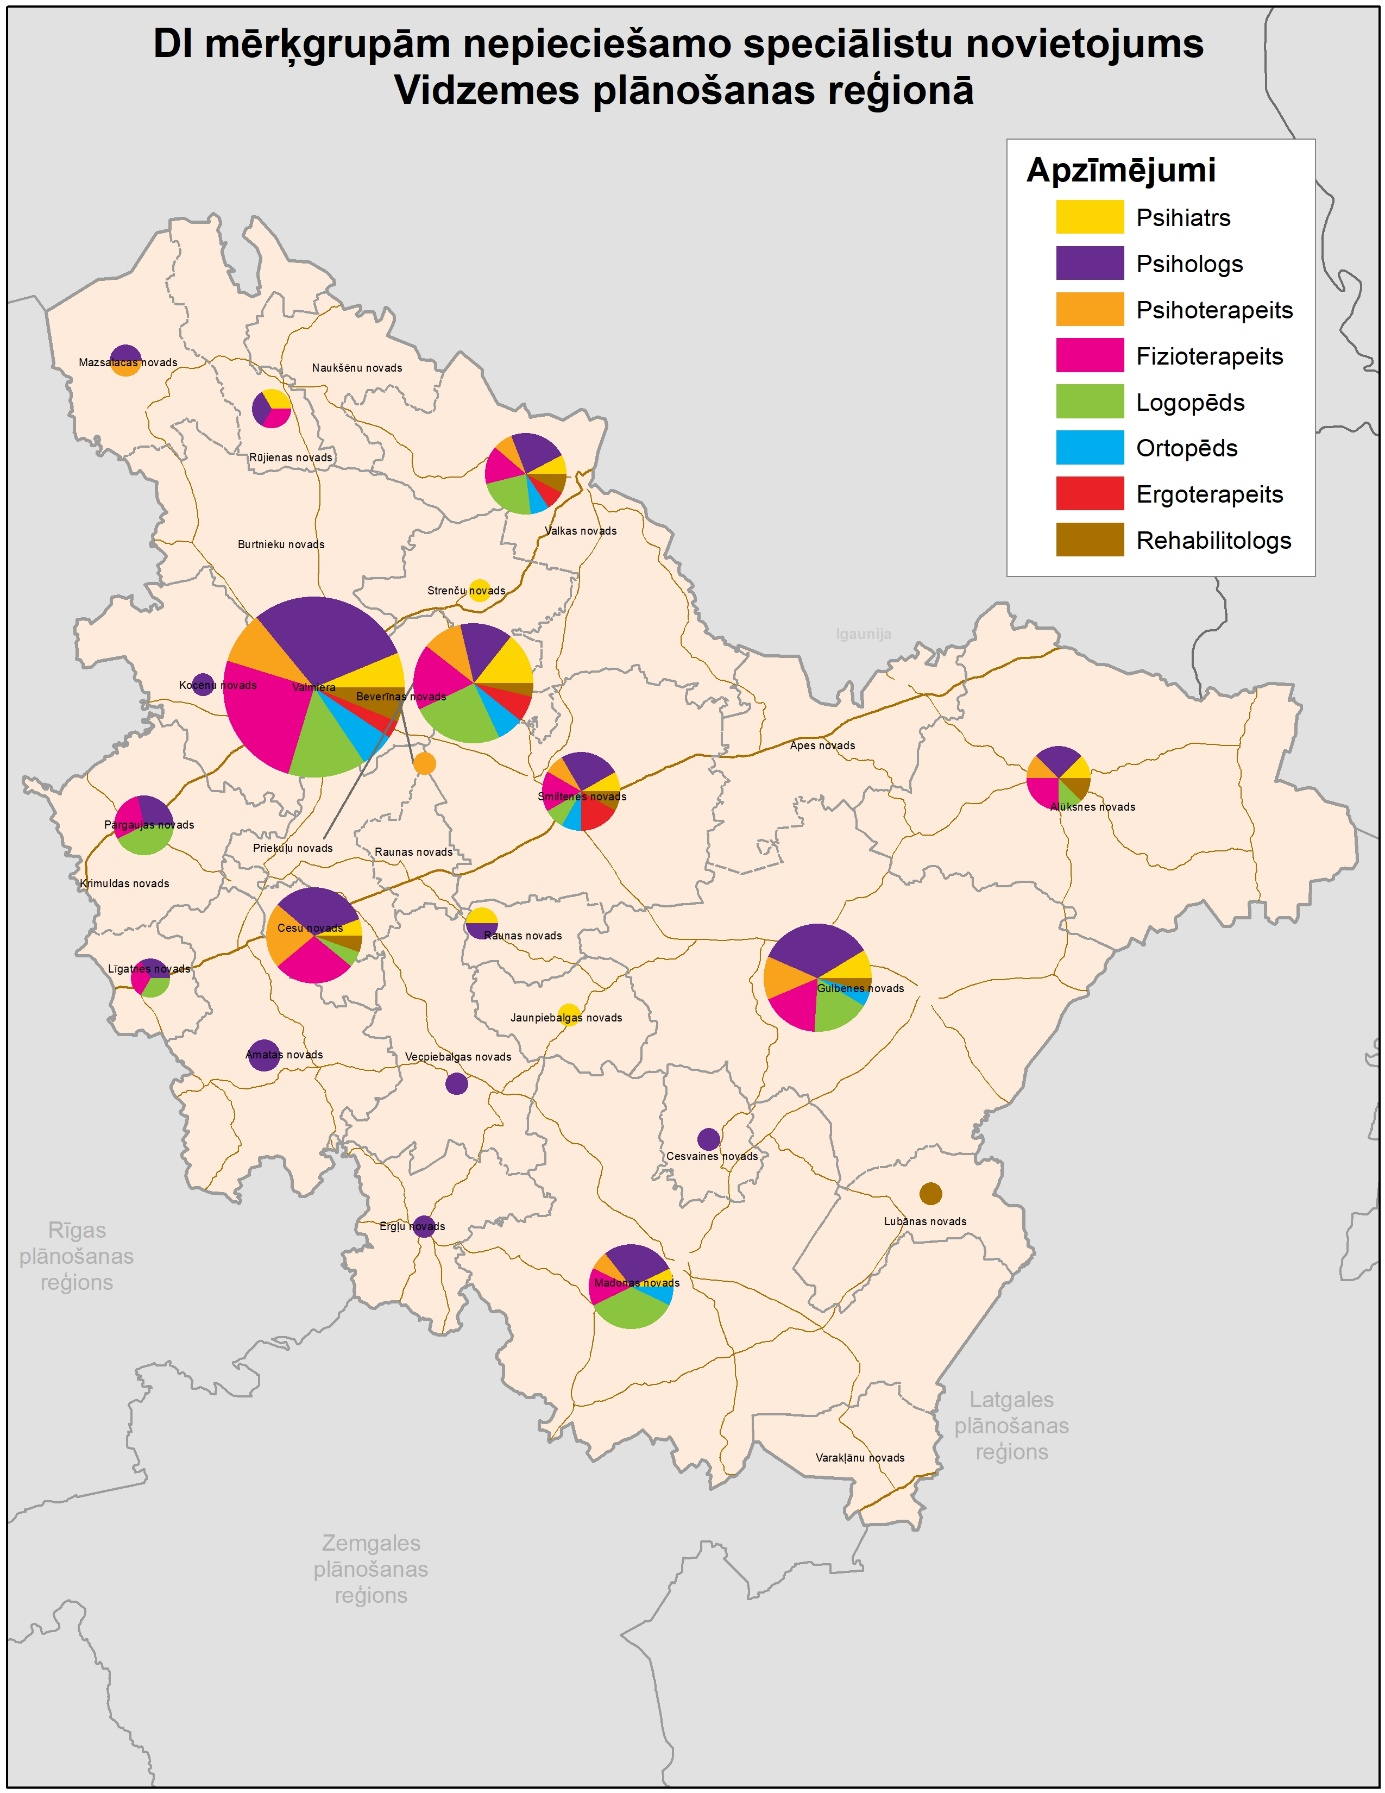 DI mērķgrupām nepieciešamo speciālistu novietojums
Vidzemes plānošanas reģionā
Apzīmējumi
Psihiatrs
Psihologs
Psihoterapeits
Fizioterapeits
Logopēds
Ortopēds
Ergoterapeits
Rehabilitologs
Mazsalacas novads
Naukšēnu novads
Rūjienas novads
Valkas novads
Burtnieku novads
Strenču novads
Igaunija
Kocēnu novads
Valmiera
Beverīnas novads
Apes novads
Smiltenes novads
Alūksnes novads
Pārgaujas novads
Priekuļu novads
Raunas novads
Krimuldas novads
Cēsu novads
Raunas novads
Līgatnes novads
Gulbenes novads
Jaunpiebalgas novads
Amatas novads
Vecpiebalgas novads
Cesvaines novads
Lubānas novads
Ērgļu novads
Rīgas
plānošanas
reģions
Madonas novads
Latgales
plānošanas
reģions
Varakļānu novads
Zemgales
plānošanas
reģions